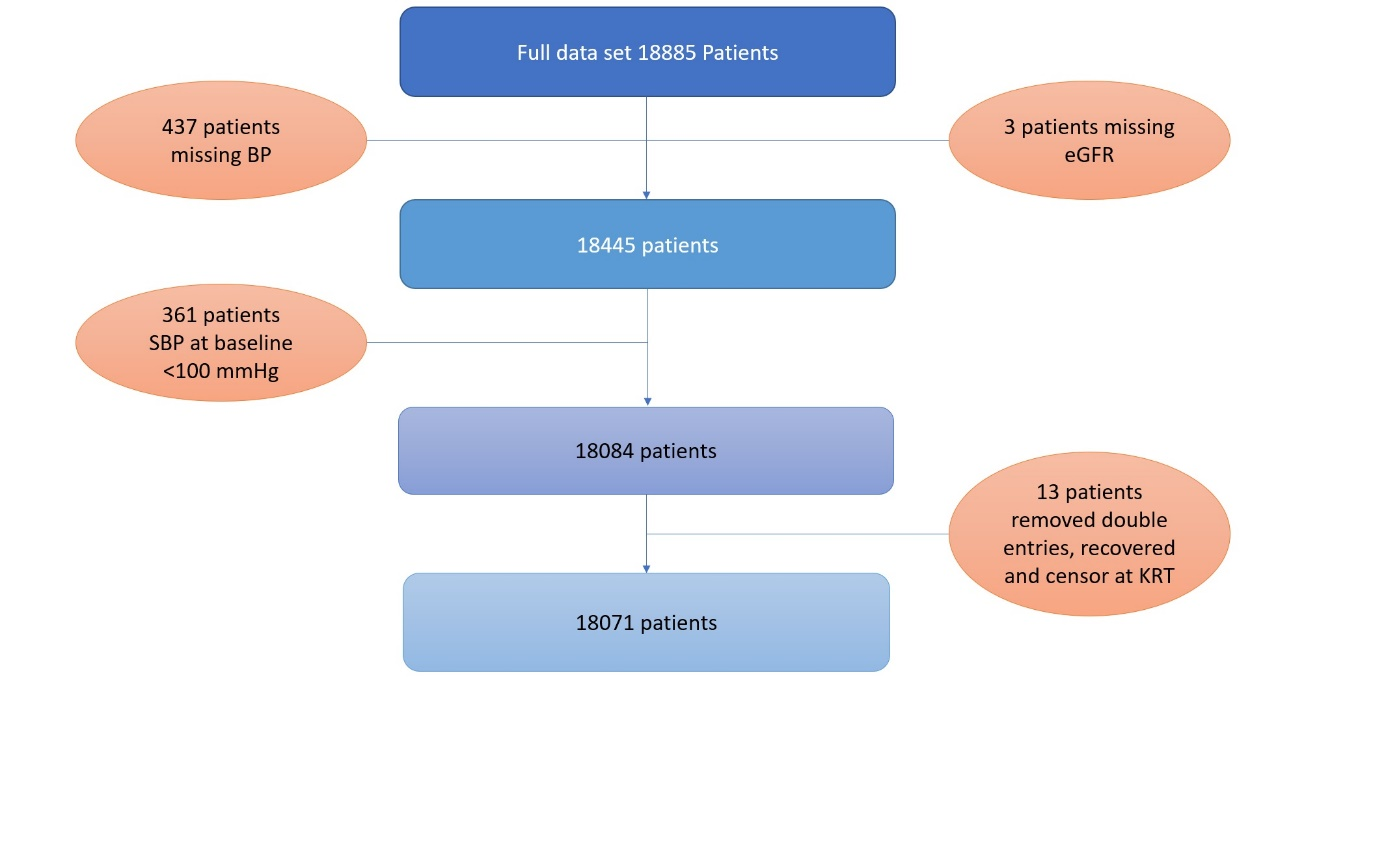 Full data set 18885 Patients
437 patients
missing BP
3 patients missing
eGFR
18445 patients
361 patients
SBP at baseline
<100 mmHg
18084 patients
13 patients
removed double
entries, recovered
and censor at KRT
18071 patients